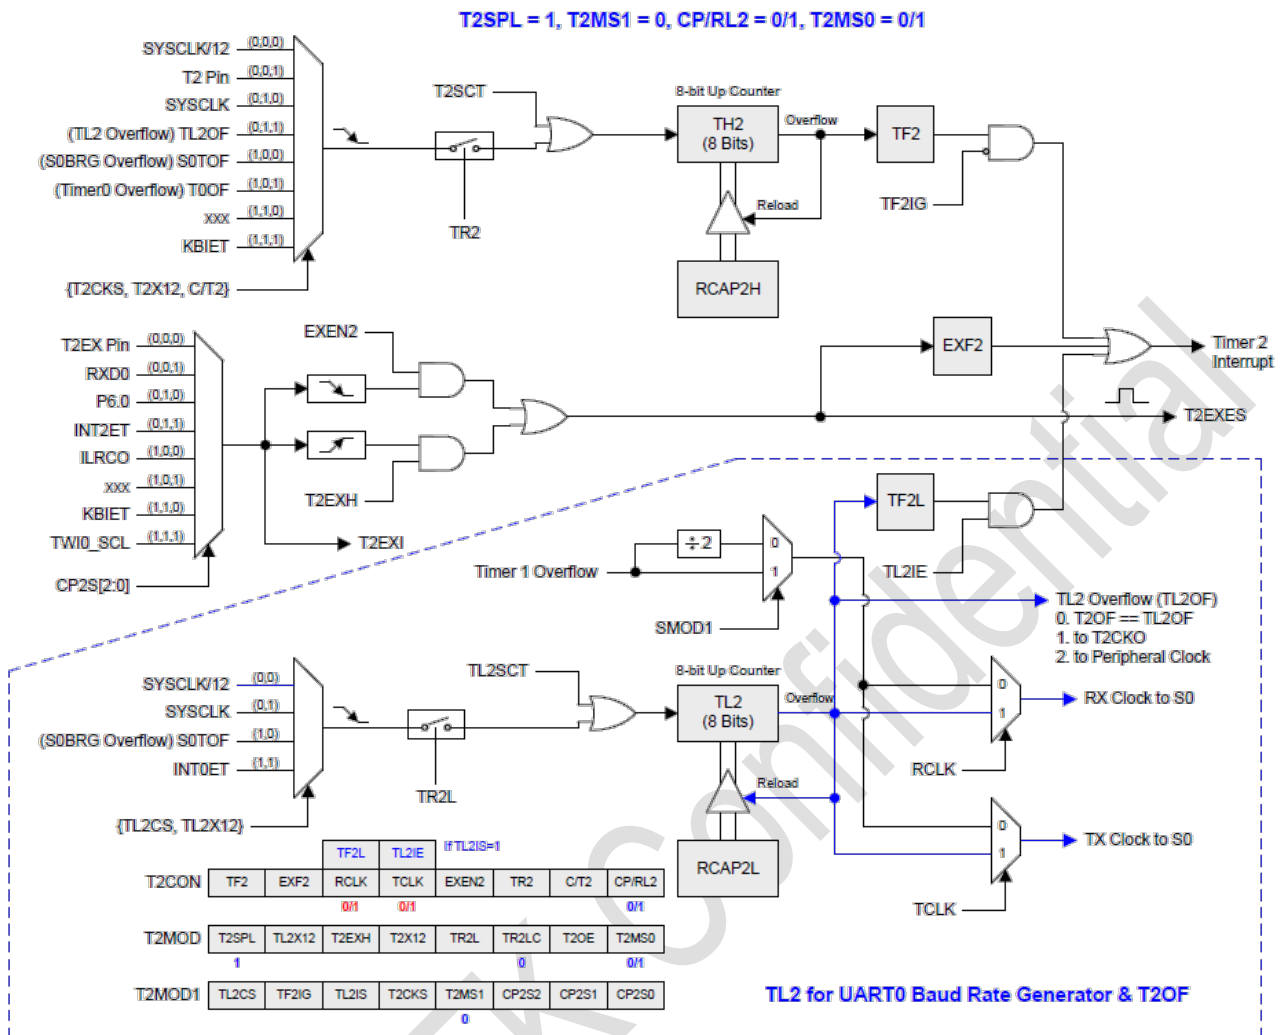 T2SPL = 1, T2MS1 = 0, CP/RL2 = 0/1, T2MS0 = 0/1
SYSCLK/12 (0,0,0)
T2 Pin (0,0,1)
SYSCLK (0,1,0)
(TL2 Overflow) TL2OF (0,1,1)
(S0BRG Overflow) S0TOF (1,0,0)
(Timer0 Overflow) T0OF (1,0,1)
xxx (1,1,0)
KBIET (1,1,1)
{T2CKS, T2X12, C/T2}
TR2
T2SCT
8-bit Up Counter
TH2
(8 Bits)
Overflow
Reload
RCAP2H
TF2
TF2IG
T2EX Pin (0,0,0)
RXD0 (0,0,1)
P6.0 (0,1,0)
INT2ET (0,1,1)
ILRCO (1,0,0)
xxx (1,0,1)
KBIET (1,1,0)
TWI0_SCL (1,1,1)
CP2S[2:0]
EXEN2
T2EXH
T2EXI
EXF2
Timer 2
Interrupt
T2EXES
TF2L
TL2IE
Timer 1 Overflow
÷ 2
0
1
SMOD1
TL2 Overflow (TL2OF)
0. T2OF == TL2OF
1. to T2CKO
2. to Peripheral Clock
SYSCLK/12 (0,0)
SYSCLK (0,1)
(S0BRG Overflow) S0TOF (1,0)
INT0ET (1,1)
{TL2CS, TL2X12}
TR2L
TL2SCT
8-bit Up Counter
TL2
(8 Bits)
Overflow
Reload
RCAP2L
0
1
RX Clock to S0
RCLK
0
1
TX Clock to S0
TCLK
TF2L TL2IE If TL2IS=1
T2CON TF2 EXF2 RCLK TCLK EXEN2 TR2 C/T2 CP/RL2
0/1 0/1 0/1
T2MOD T2SPL TL2X12 T2EXH T2X12 TR2L TR2LC T2OE T2MS0
1 0 0/1
T2MOD1 TL2CS TF2IG TL2IS T2CKS T2MS1 CP2S2 CP2S1 CP2S0
0
TL2 for UART0 Baud Rate Generator & T2OF
Confidential